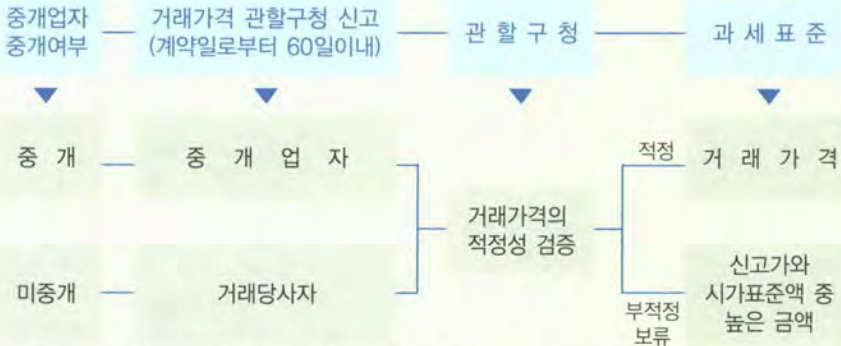 중개업자
중개여부
거래가격 관할구청 신고
(계약일로부터 60일이내)
관 할 구 청
과 세 표 준
중 개
중 개 업 자
적정
거 래 가 격
거래가격의
적정성 검증
미중개
거래당사자
부적정
보류
신고가와
시가표준액 중
높은 금액